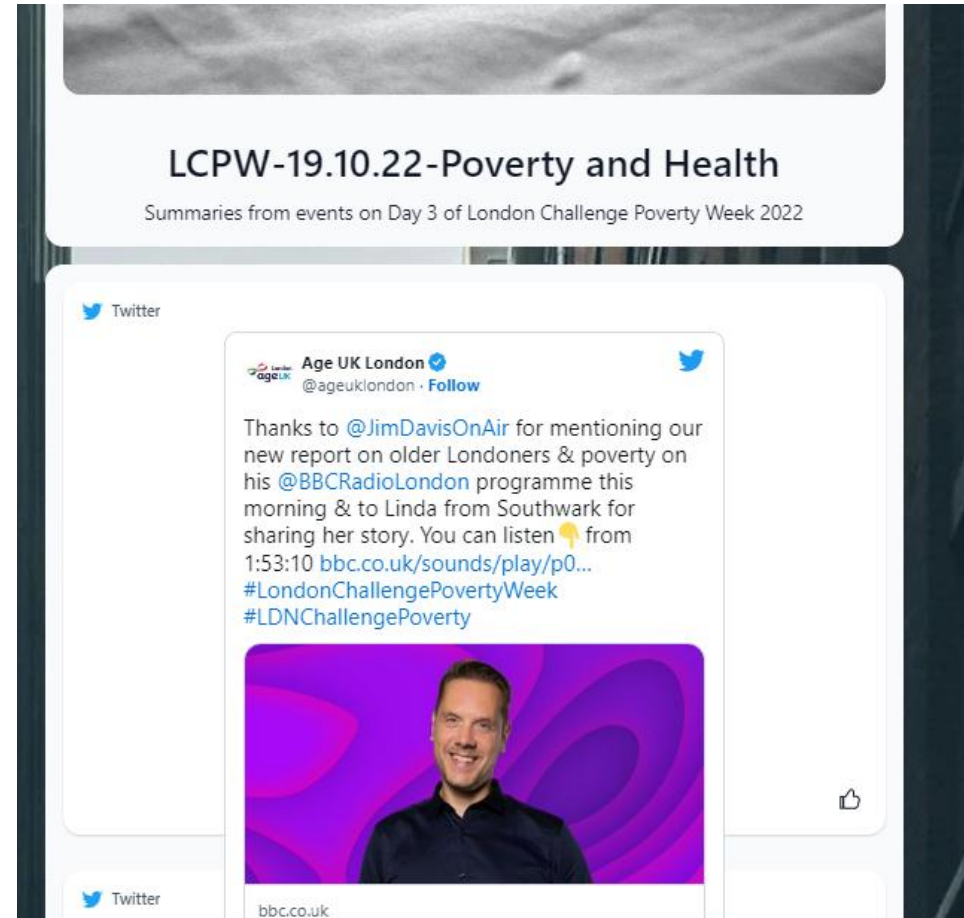 LCPW-19.10.22-Poverty and Health
Summaries from events on Day 3 of London Challenge Poverty Week 2022
Twitter
London
age UK
Age UK London
@ageuklondon · Follow
Thanks to @JimDavisOnAir for mentioning our
new report on older Londoners & poverty on
his @BBCRadioLondon programme this
morning & to Linda from Southwark for
sharing her story. You can listen👇 from
1:53:10 bbc.co.uk/sounds/play/p0...
#LondonChallengePovertyWeek
#LDNChallengePoverty
Twitter
bbc.co.uk